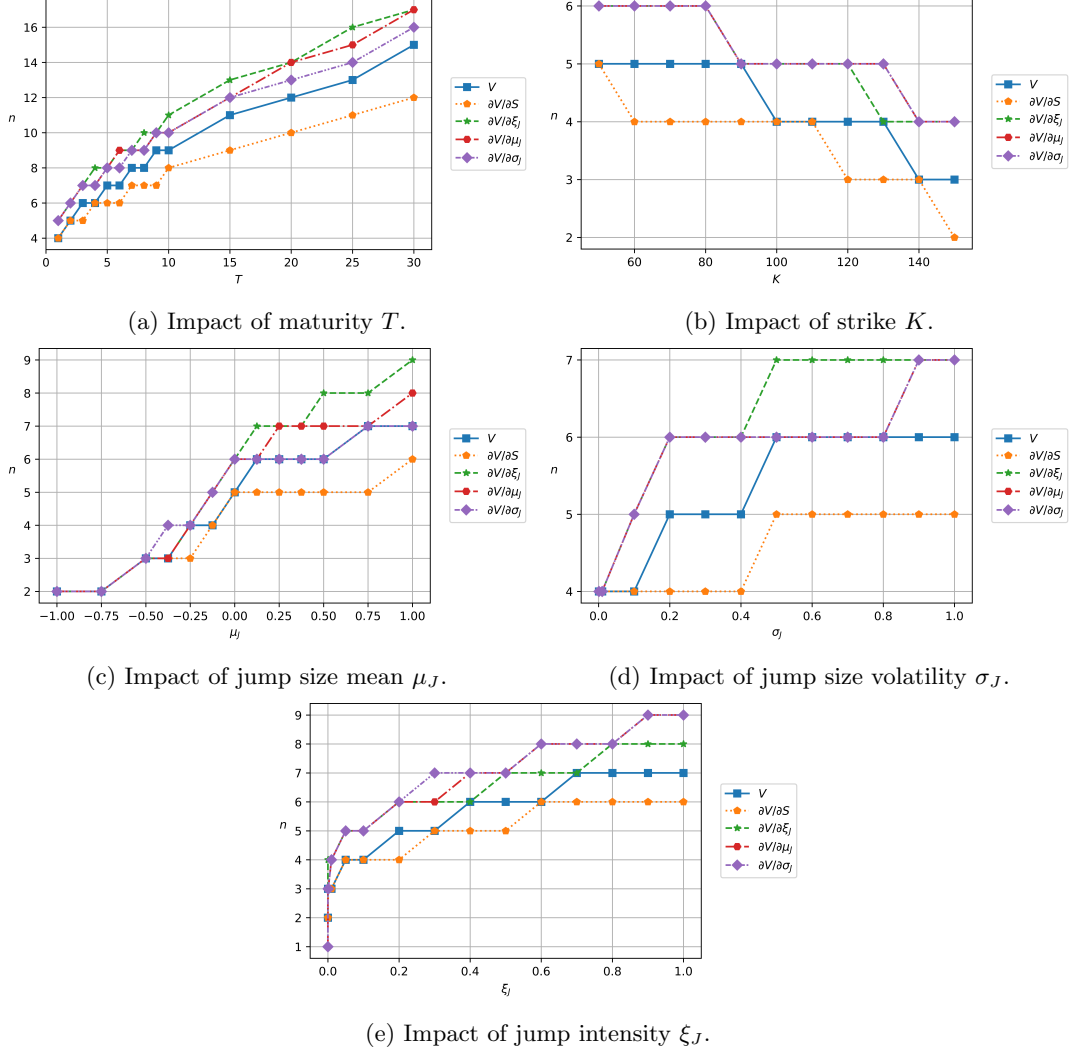 16
14
12
10
8
6
4
n
0 5 10 15 20 25 30
T
V
∂V/∂S
∂V/∂ξJ
∂V/∂μJ
∂V/∂σJ
6
5
4
3
2
n
60 80 100 120 140
K
V
∂V/∂S
∂V/∂ξJ
∂V/∂μJ
∂V/∂σJ
(a) Impact of maturity T.
(b) Impact of strike K.
9
8
7
6
5
4
3
2
n
−1.00 −0.75 −0.50 −0.25 0.00 0.25 0.50 0.75 1.00
μJ
V
∂V/∂S
∂V/∂ξJ
∂V/∂μJ
∂V/∂σJ
7
6
5
4
n
0.0 0.2 0.4 0.6 0.8 1.0
σJ
V
∂V/∂S
∂V/∂ξJ
∂V/∂μJ
∂V/∂σJ
(c) Impact of jump size mean μJ.
(d) Impact of jump size volatility σJ.
9
8
7
6
5
4
3
2
1
n
0.0 0.2 0.4 0.6 0.8 1.0
ξJ
V
∂V/∂S
∂V/∂ξJ
∂V/∂μJ
∂V/∂σJ
(e) Impact of jump intensity ξJ.